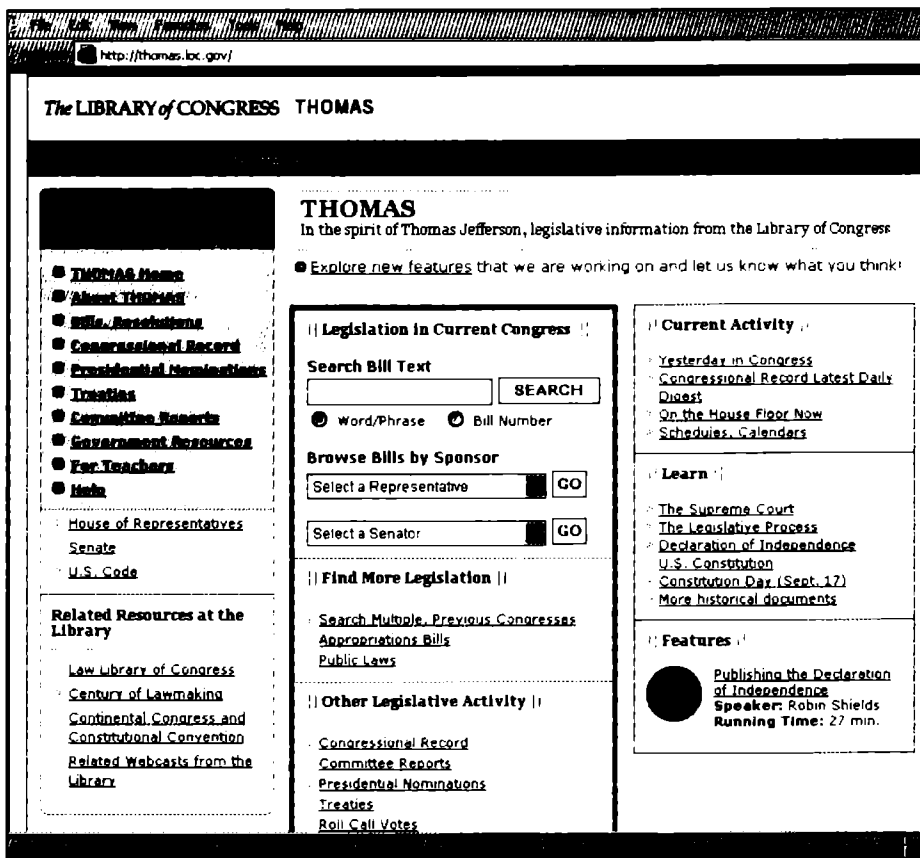 File Edit View Favorites Tools Help
http://thomas.loc.gov/
The LIBRARY of CONGRESS THOMAS
THOMAS Home
About THOMAS
Bills, Resolutions
Congressional Record
Presidential Nominations
Treaties
Committee Reports
Government Resources
For Teachers
Help
House of Representatives
Senate
U.S. Code
Related Resources at the
Library
Law Library of Congress
Century of Lawmaking
Continental Congress and
Constitutional Convention
Related Webcasts from the
Library
THOMAS
In the spirit of Thomas Jefferson, legislative information from the Library of Congress
Explore new features that we are working on and let us know what you think!
Legislation in Current Congress
Search Bill Text
SEARCH
Word/Phrase Bill Number
Browse Bills by Sponsor
Select a Representative GO
Select a Senator GO
Find More Legislation
Search Multiple, Previous Congresses
Appropriations Bills
Public Laws
Other Legislative Activity
Congressional Record
Committee Reports
Presidential Nominations
Treaties
Roll Call Votes
Current Activity
Yesterday in Congress
Congressional Record Latest Daily
Digest
On the House Floor Now
Schedules, Calendars
Learn
The Supreme Court
The Legislative Process
Declaration of Independence
U.S. Constitution
Constitution Day (Sept. 17)
More historical documents
Features
Publishing the Declaration
of Independence
Speaker: Robin Shields
Running Time: 27 min.